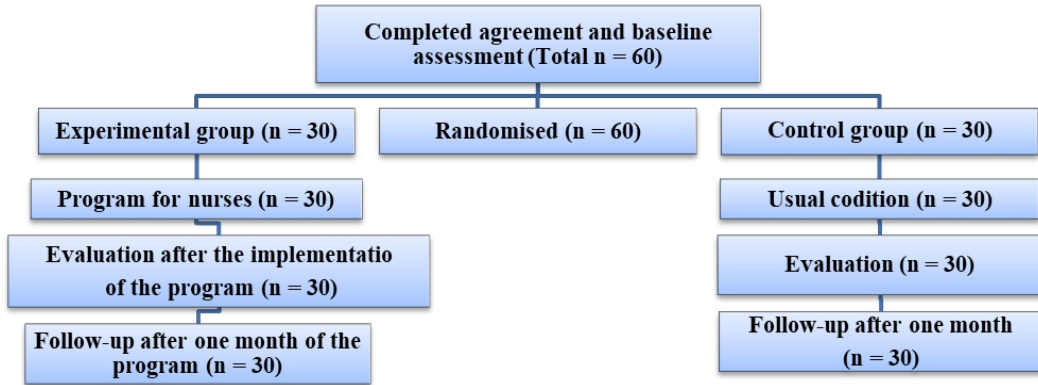 Completed agreement and baseline
assessment (Total n = 60)
Experimental group (n = 30)
Randomised (n = 60)
Control group (n = 30)
Program for nurses (n = 30)
Usual codition (n = 30)
Evaluation after the implementatio
of the program (n = 30)
Evaluation (n = 30)
Follow-up after one month of the
program (n = 30)
Follow-up after one month
(n = 30)